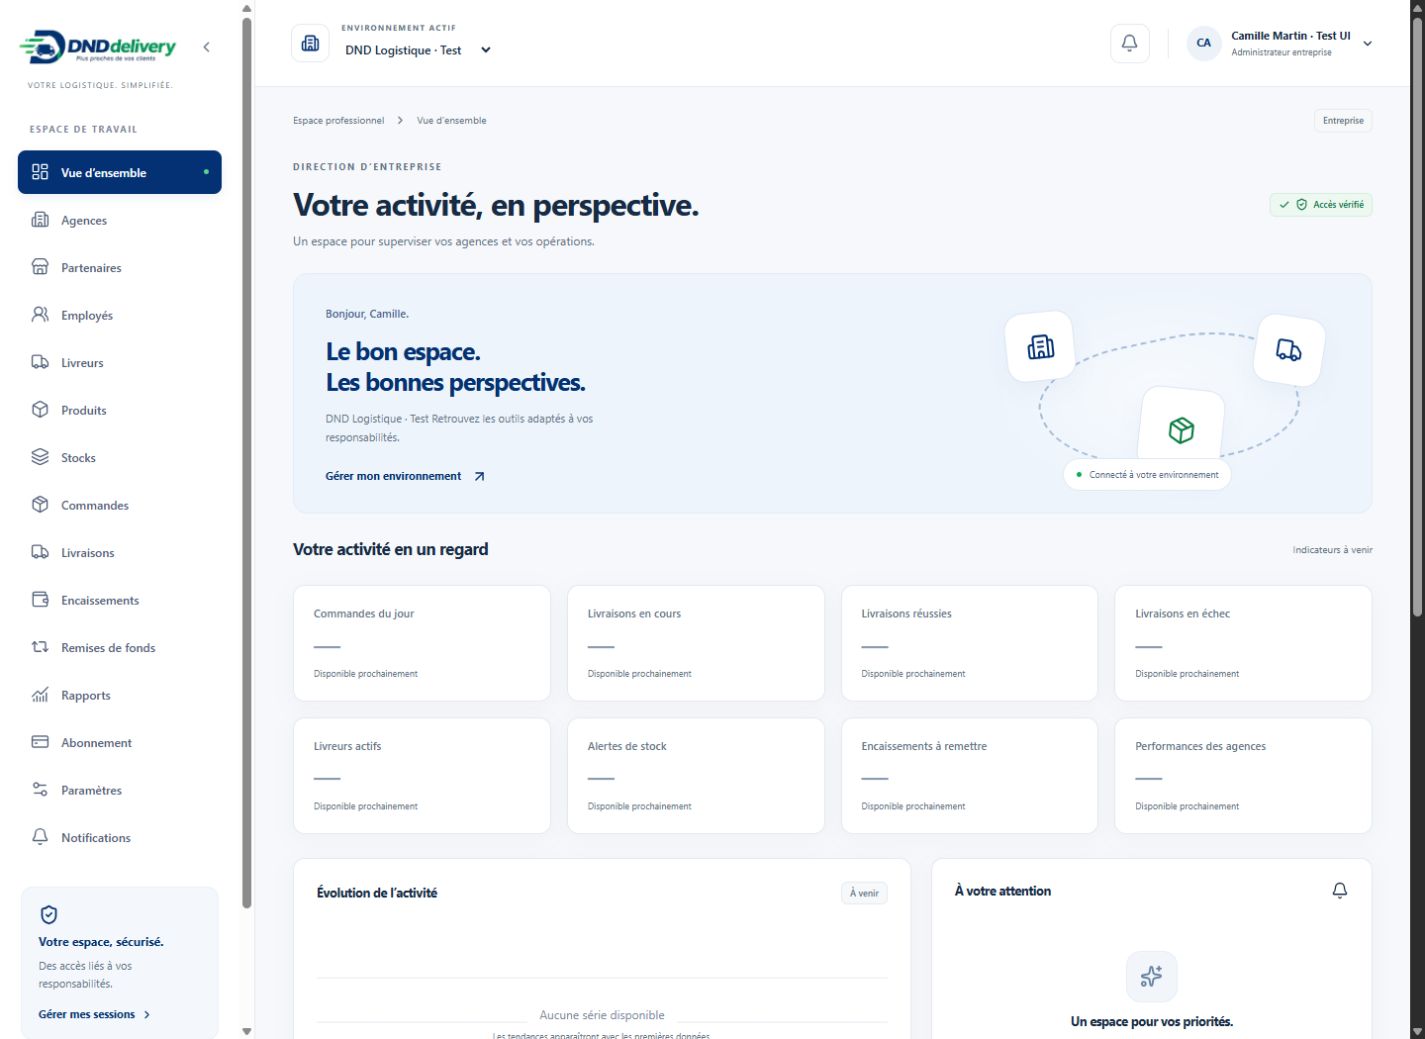 DNDdelivery
Plus proches de vos clients
VOTRE LOGISTIQUE. SIMPLIFIÉE.
ESPACE DE TRAVAIL
Vue d'ensemble
Agences
Partenaires
Employés
Livreurs
Produits
Stocks
Commandes
Livraisons
Encaissements
Remises de fonds
Rapports
Abonnement
Paramètres
Notifications
Votre espace, sécurisé.
Des accès liés à vos
responsabilités.
Gérer mes sessions
ENVIRONNEMENT ACTIF
DND Logistique · Test
CA
Camille Martin · Test UI
Administrateur entreprise
Espace professionnel
Vue d'ensemble
Entreprise
DIRECTION D'ENTREPRISE
Votre activité, en perspective.
Accès vérifié
Un espace pour superviser vos agences et vos opérations.
Bonjour, Camille.
Le bon espace.
Les bonnes perspectives.
DND Logistique · Test Retrouvez les outils adaptés à vos
responsabilités.
Gérer mon environnement
Connecté à votre environnement
Votre activité en un regard
Indicateurs à venir
Commandes du jour
—
Disponible prochainement
Livraisons en cours
—
Disponible prochainement
Livraisons réussies
—
Disponible prochainement
Livraisons en échec
—
Disponible prochainement
Livreurs actifs
—
Disponible prochainement
Alertes de stock
—
Disponible prochainement
Encaissements à remettre
—
Disponible prochainement
Performances des agences
—
Disponible prochainement
Évolution de l'activité
À venir
Aucune série disponible
Les tendances apparaîtront avec les premières données
À votre attention
Un espace pour vos priorités.